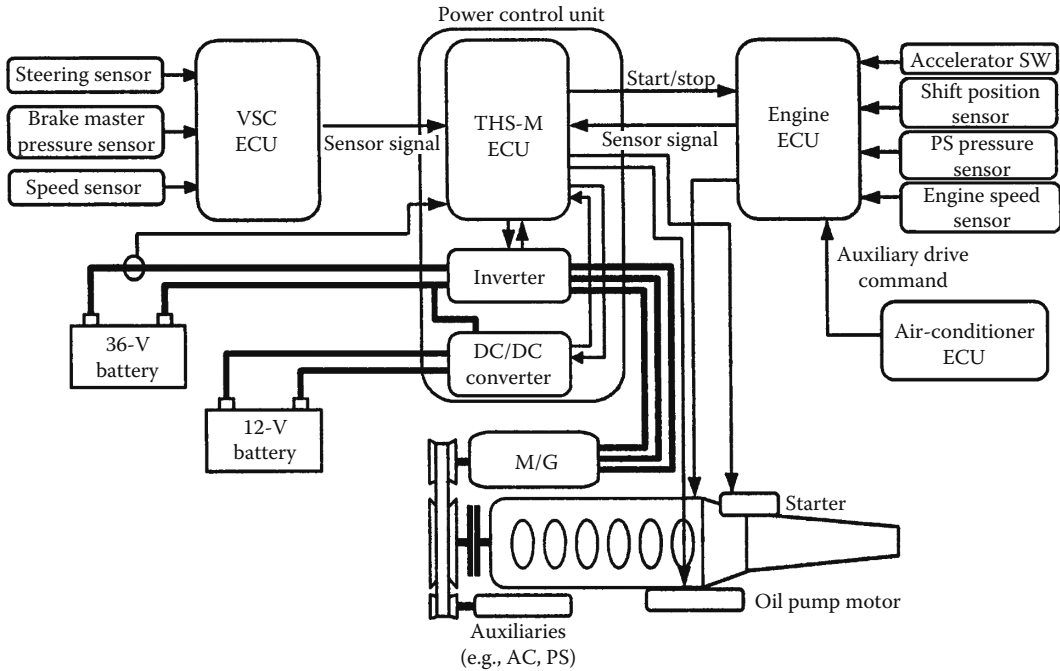 Power control unit
Steering sensor
Brake master
pressure sensor
Speed sensor
VSC
ECU
Sensor signal
THS-M
ECU
Start/stop
Sensor signal
Engine
ECU
Accelerator SW
Shift position
sensor
PS pressure
sensor
Engine speed
sensor
Auxiliary drive
command
Air-conditioner
ECU
Inverter
DC/DC
converter
36-V
battery
12-V
battery
M/G
Starter
Oil pump motor
Auxiliaries
(e.g., AC, PS)